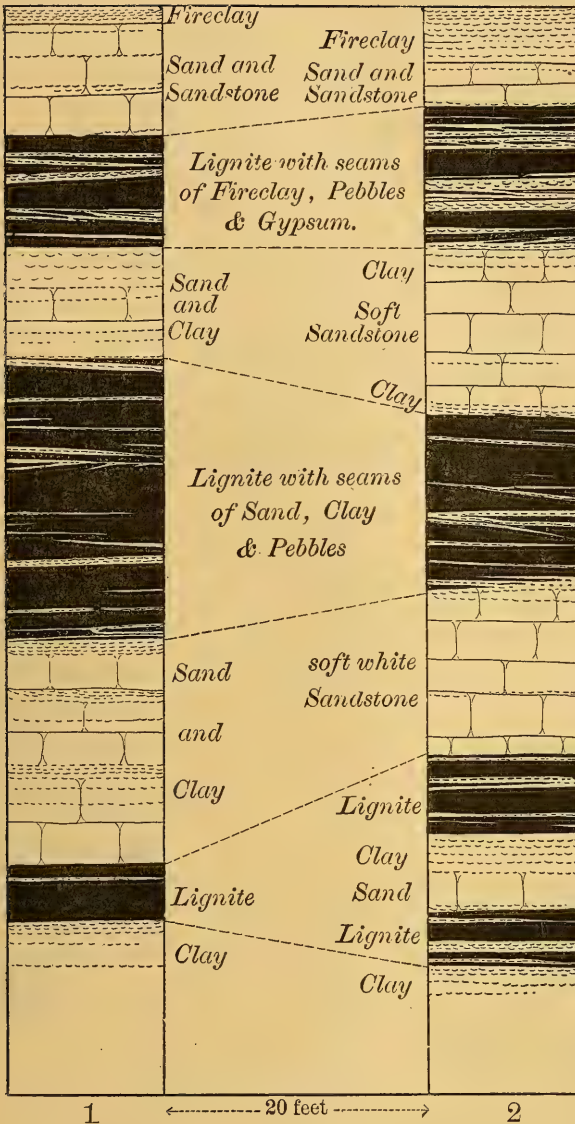 Fireclay
Sand and
Sandstone
Fireclay
Sand and
Sandstone
Lignite with seams
of Fireclay, Pebbles
& Gypsum.
Sand
and
Clay
Clay
Soft
Sandstone
Clay
Lignite with seams
of Sand, Clay
& Pebbles
Sand
and
Clay
soft white
Sandstone
Lignite
Clay
Sand
Lignite
Clay
Lignite
Clay
1
20 feet
2